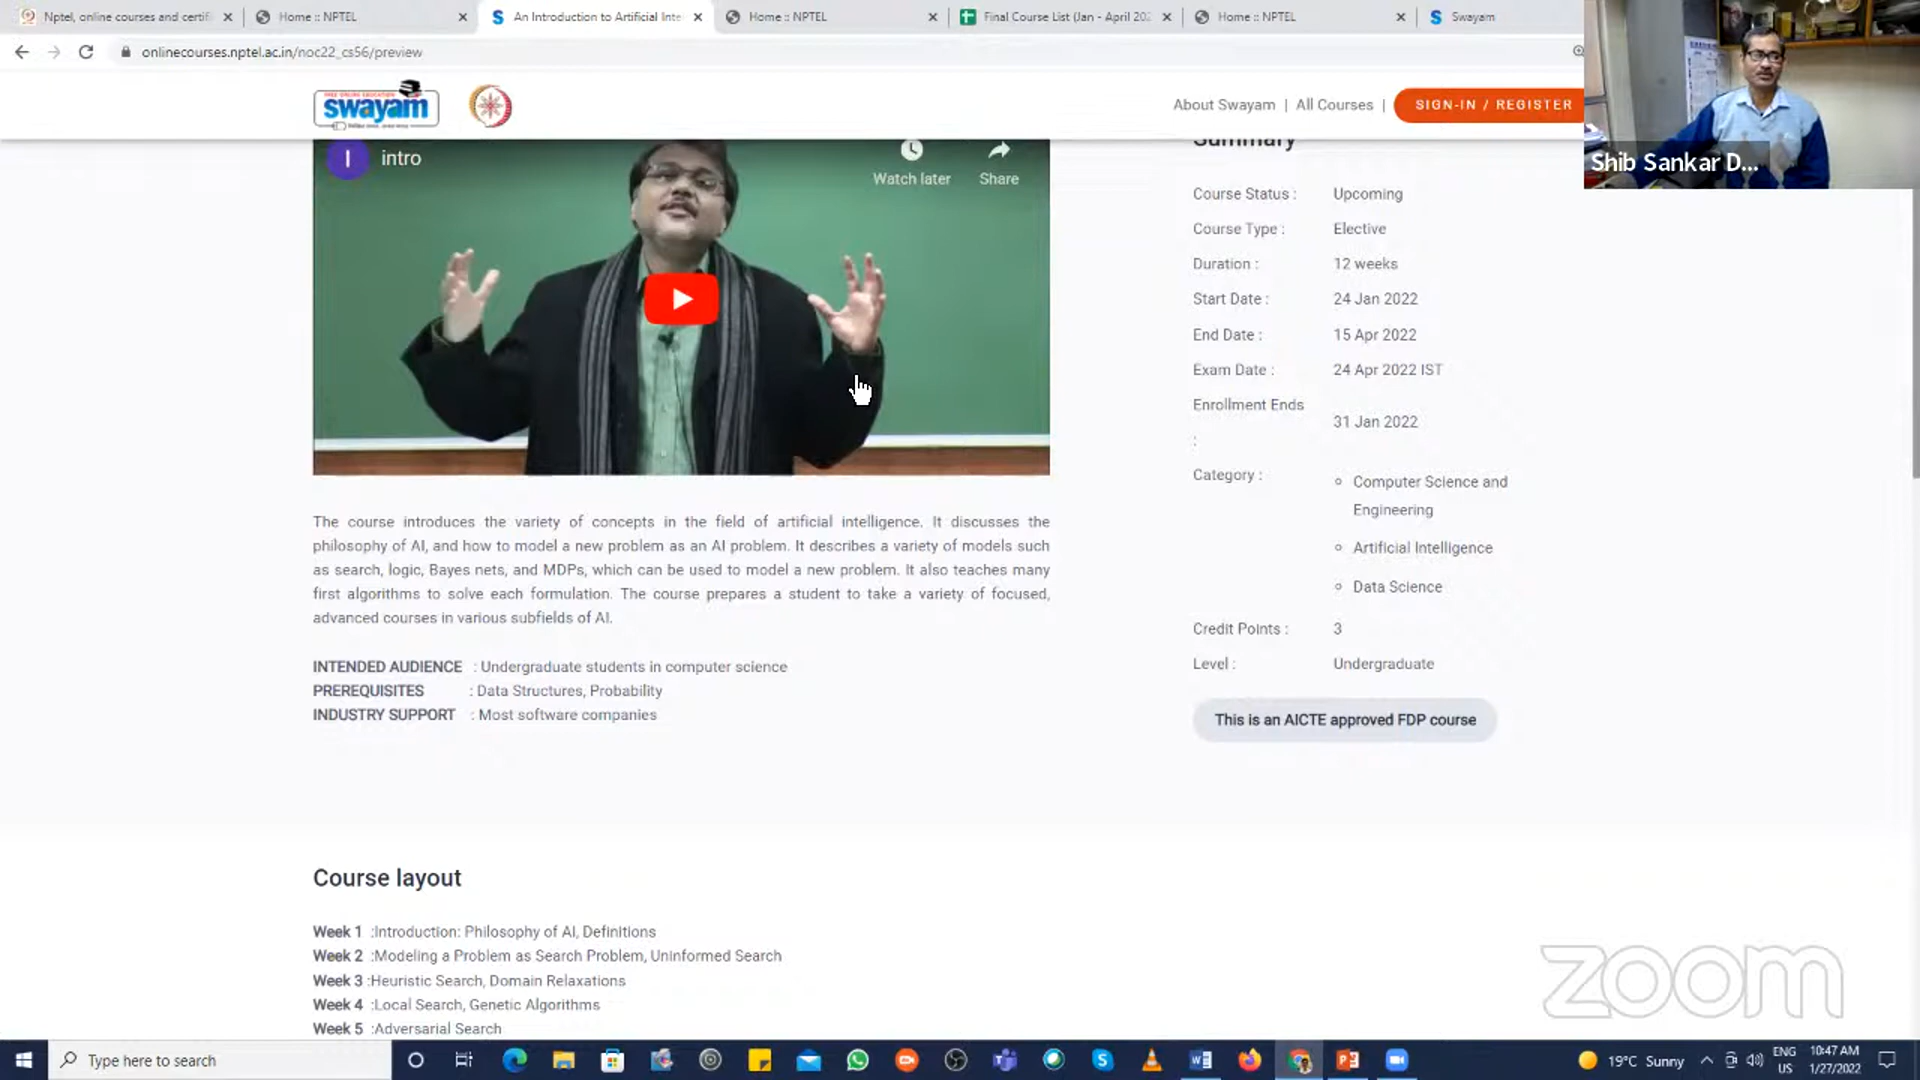 Nptel, online courses and certifi
Home :: NPTEL
An Introduction to Artificial Inte
Home :: NPTEL
Final Course List (Jan - April 202
Home :: NPTEL
Swayam
onlinecourses.nptel.ac.in/noc22_cs56/preview
swayam
About Swayam | All Courses |
SIGN-IN / REGISTER
Shib Sankar D...
I intro
Watch later
Share
Summary
Course Status : Upcoming
Course Type : Elective
Duration : 12 weeks
Start Date : 24 Jan 2022
End Date : 15 Apr 2022
Exam Date : 24 Apr 2022 IST
Enrollment Ends
: 31 Jan 2022
Category :
Computer Science and
Engineering
Artificial Intelligence
Data Science
Credit Points : 3
Level : Undergraduate
This is an AICTE approved FDP course
The course introduces the variety of concepts in the field of artificial intelligence. It discusses the
philosophy of AI, and how to model a new problem as an AI problem. It describes a variety of models such
as search, logic, Bayes nets, and MDPs, which can be used to model a new problem. It also teaches many
first algorithms to solve each formulation. The course prepares a student to take a variety of focused,
advanced courses in various subfields of AI.
INTENDED AUDIENCE : Undergraduate students in computer science
PREREQUISITES : Data Structures, Probability
INDUSTRY SUPPORT : Most software companies
Course layout
Week 1 :Introduction: Philosophy of AI, Definitions
Week 2 :Modeling a Problem as Search Problem, Uninformed Search
Week 3 :Heuristic Search, Domain Relaxations
Week 4 :Local Search, Genetic Algorithms
Week 5 :Adversarial Search
zoom
Type here to search
19°C Sunny
ENG
US
10:47 AM
1/27/2022